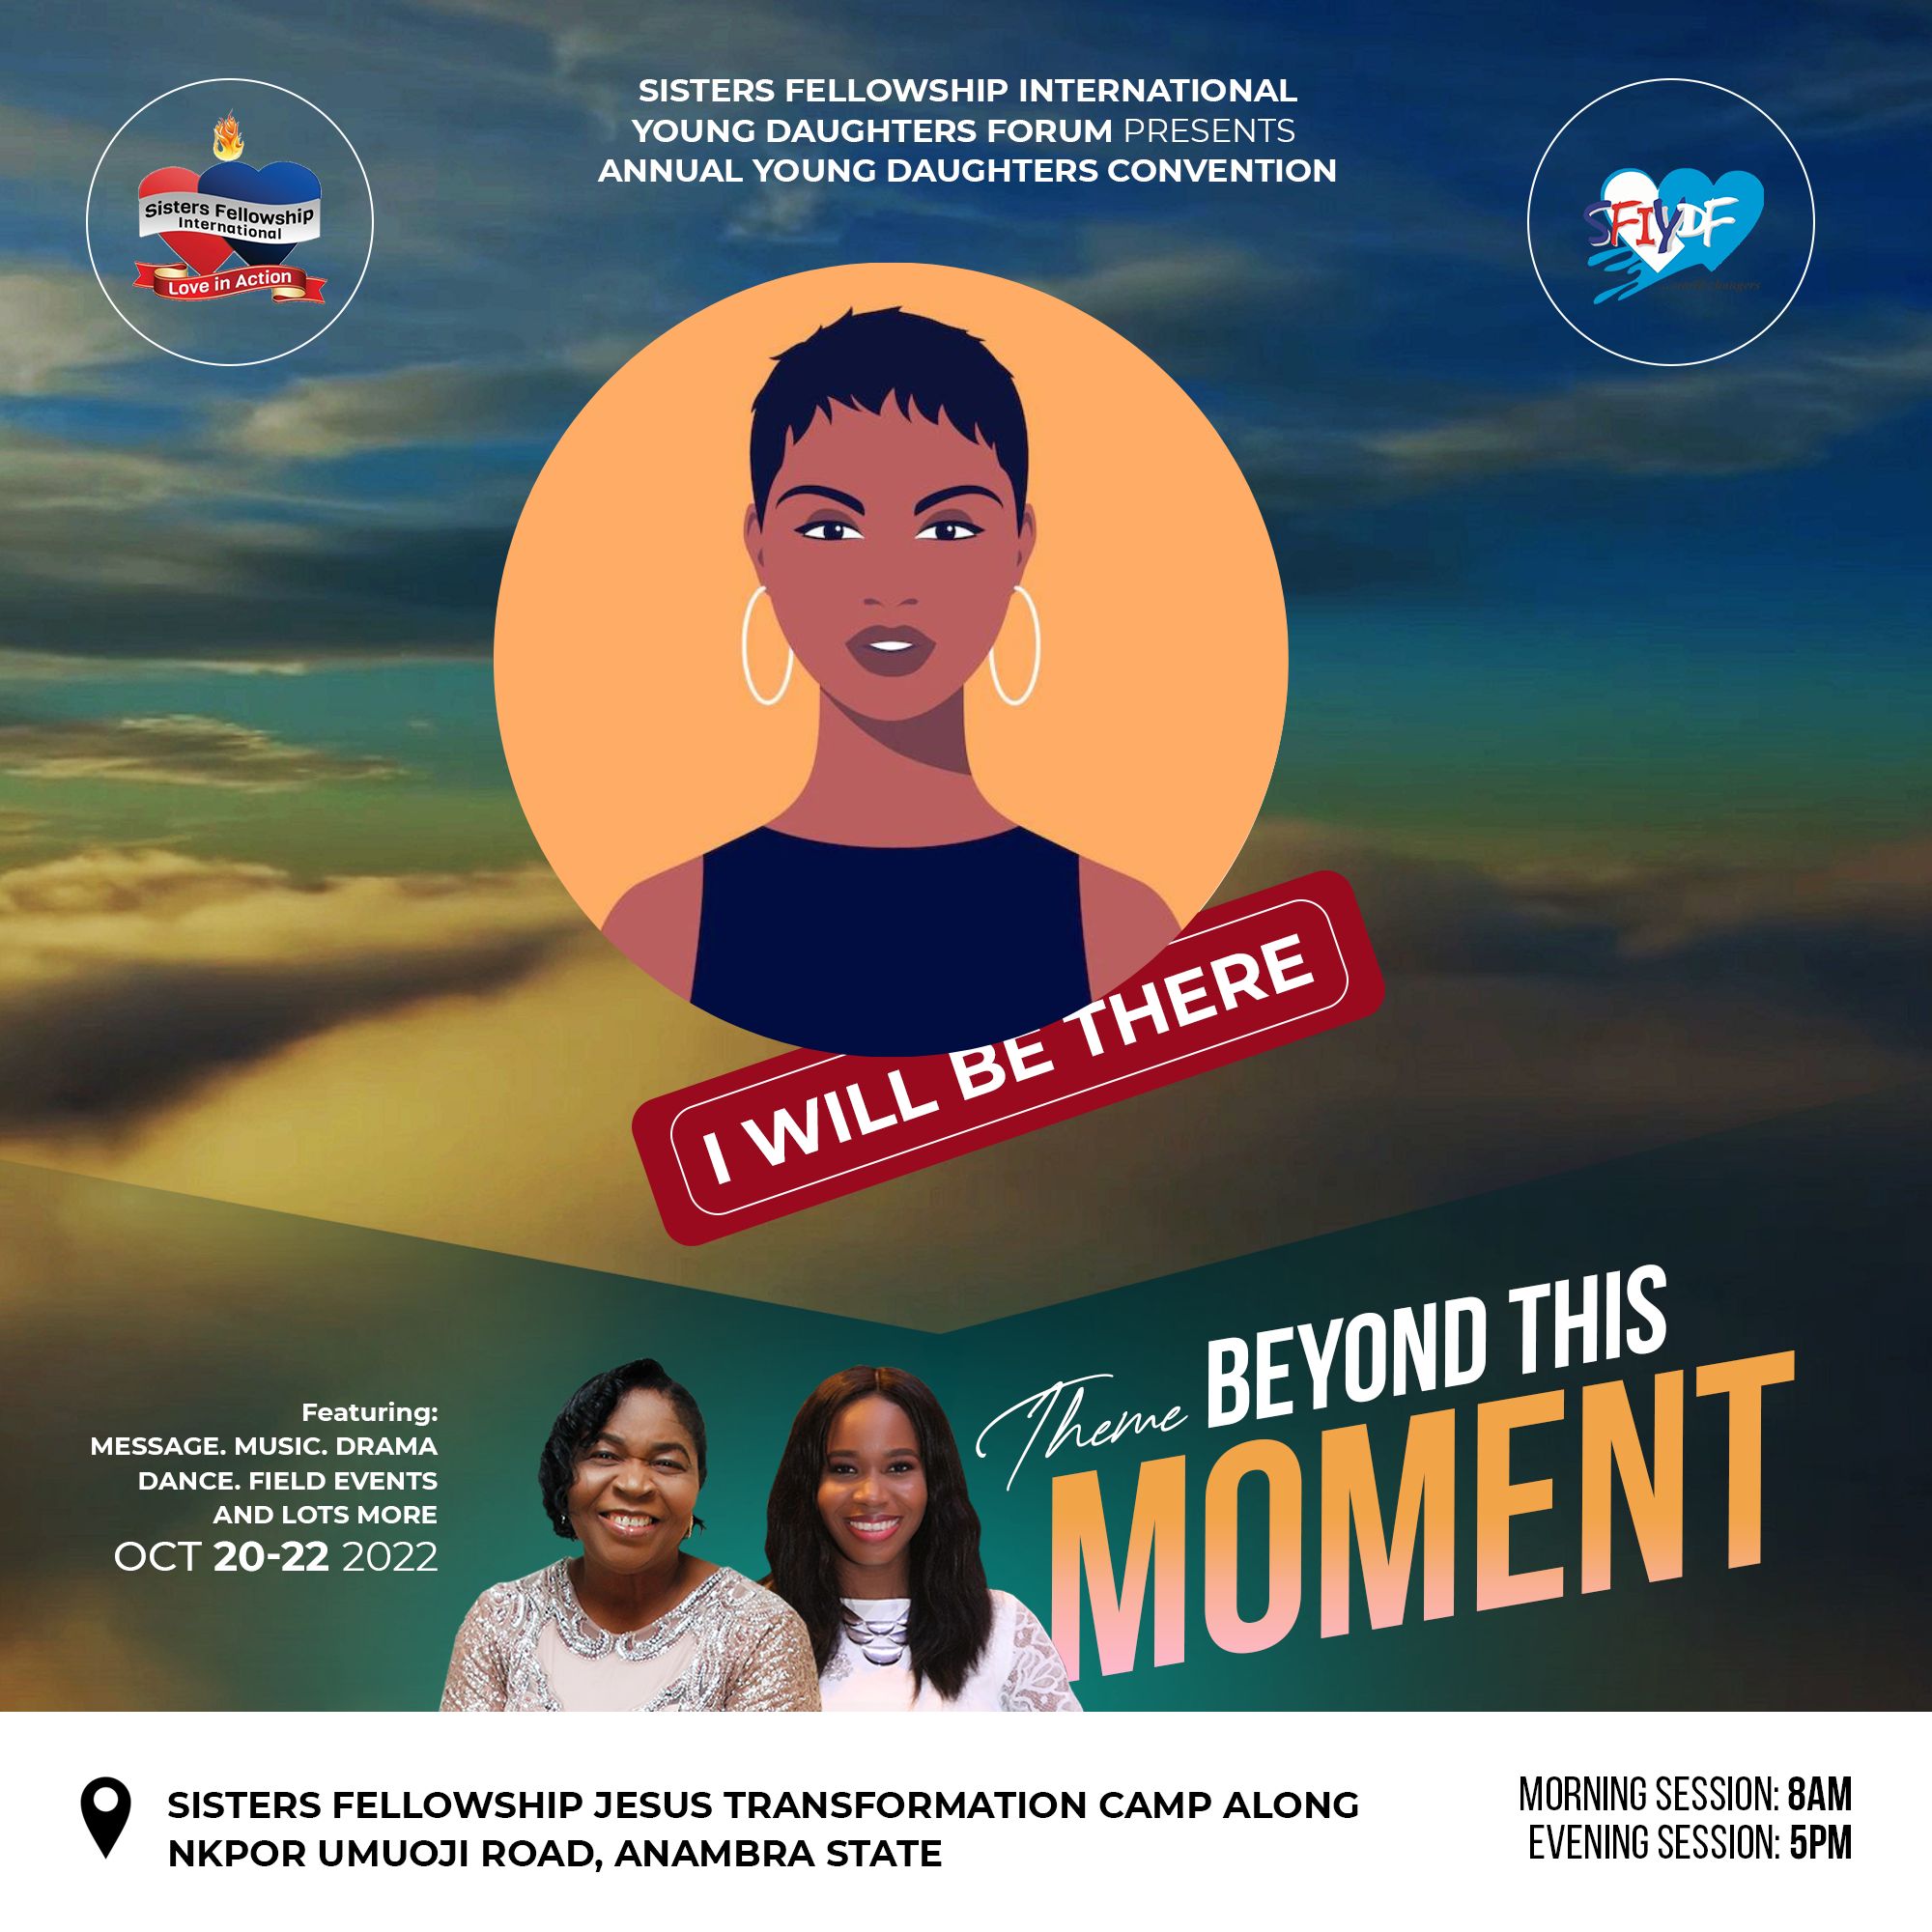 SISTERS FELLOWSHIP INTERNATIONAL
YOUNG DAUGHTERS FORUM PRESENTS
ANNUAL YOUNG DAUGHTERS CONVENTION
Sisters Fellowship
International
Love in Action
SFIYDF
I WILL BE THERE
Theme BEYOND THIS
MOMENT
Featuring:
MESSAGE. MUSIC. DRAMA
DANCE. FIELD EVENTS
AND LOTS MORE
OCT 20-22 2022
SISTERS FELLOWSHIP JESUS TRANSFORMATION CAMP ALONG
NKPOR UMUOJI ROAD, ANAMBRA STATE
MORNING SESSION: 8AM
EVENING SESSION: 5PM